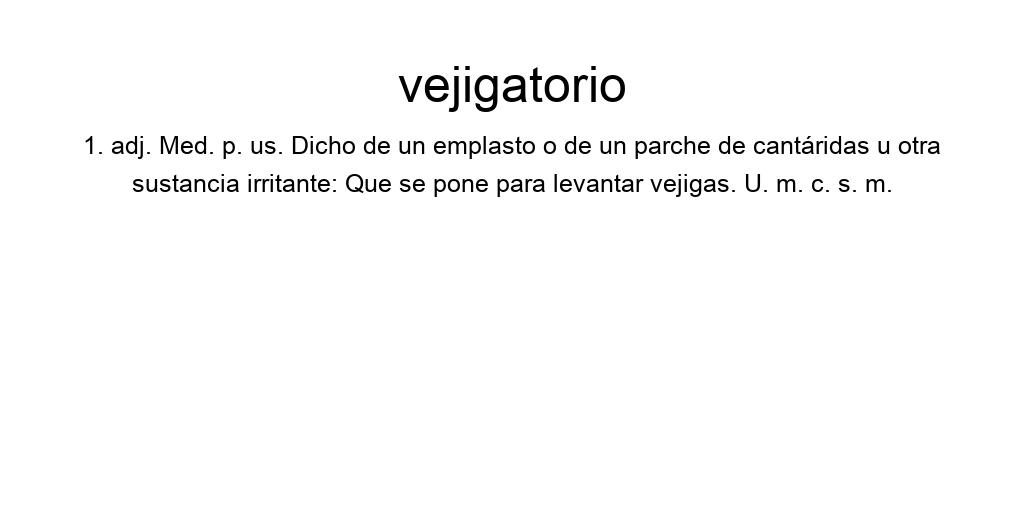 vejigatorio
1. adj. Med. p. us. Dicho de un emplasto o de un parche de cantáridas u otra
sustancia irritante: Que se pone para levantar vejigas. U. m. c. s. m.